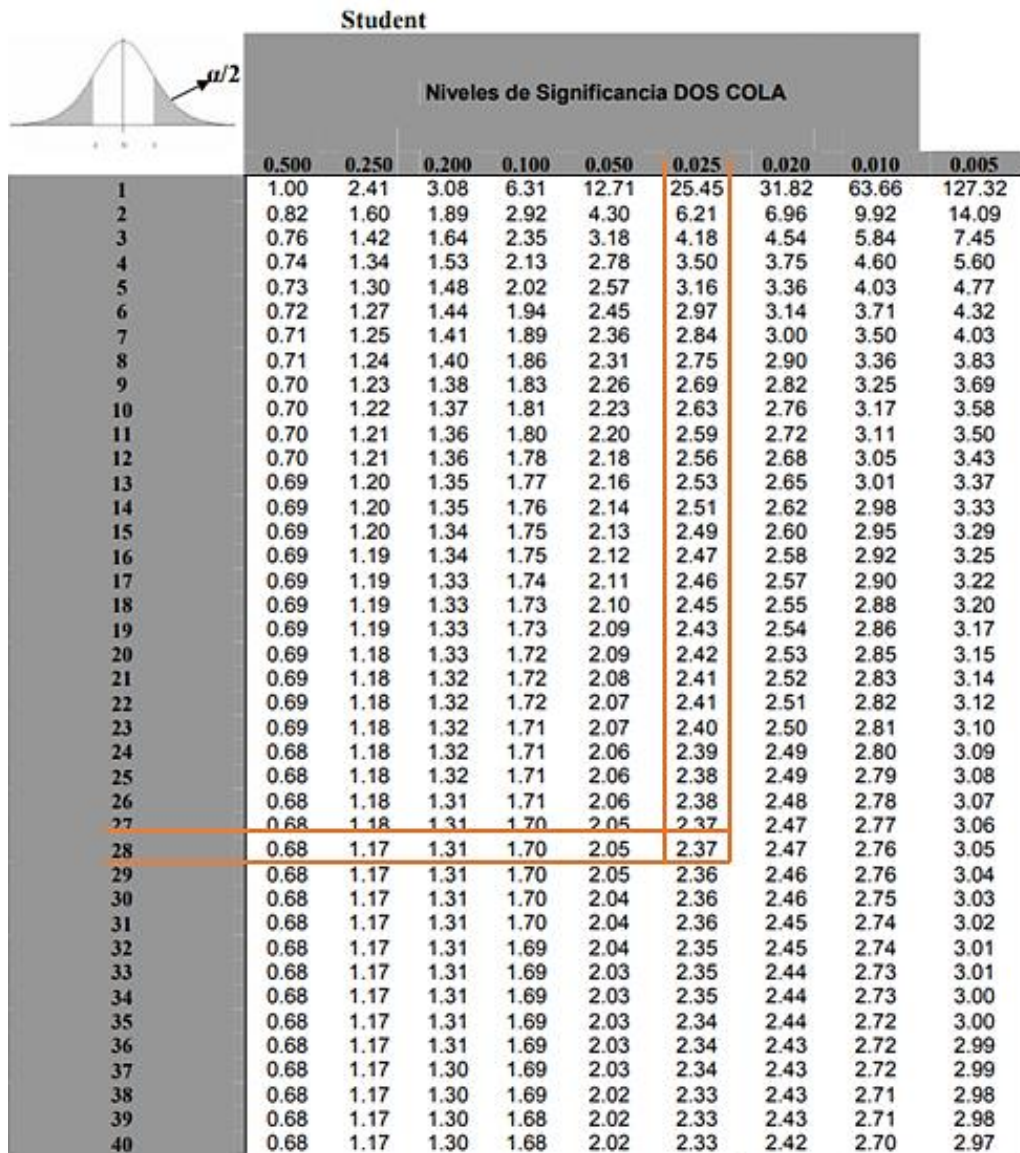 Student
α/2
Niveles de Significancia DOS COLA
0.500 0.250 0.200 0.100 0.050 0.025 0.020 0.010 0.005
1 1.00 2.41 3.08 6.31 12.71 25.45 31.82 63.66 127.32
2 0.82 1.60 1.89 2.92 4.30 6.21 6.96 9.92 14.09
3 0.76 1.42 1.64 2.35 3.18 4.18 4.54 5.84 7.45
4 0.74 1.34 1.53 2.13 2.78 3.50 3.75 4.60 5.60
5 0.73 1.30 1.48 2.02 2.57 3.16 3.36 4.03 4.77
6 0.72 1.27 1.44 1.94 2.45 2.97 3.14 3.71 4.32
7 0.71 1.25 1.41 1.89 2.36 2.84 3.00 3.50 4.03
8 0.71 1.24 1.40 1.86 2.31 2.75 2.90 3.36 3.83
9 0.70 1.23 1.38 1.83 2.26 2.69 2.82 3.25 3.69
10 0.70 1.22 1.37 1.81 2.23 2.63 2.76 3.17 3.58
11 0.70 1.21 1.36 1.80 2.20 2.59 2.72 3.11 3.50
12 0.70 1.21 1.36 1.78 2.18 2.56 2.68 3.05 3.43
13 0.69 1.20 1.35 1.77 2.16 2.53 2.65 3.01 3.37
14 0.69 1.20 1.35 1.76 2.14 2.51 2.62 2.98 3.33
15 0.69 1.20 1.34 1.75 2.13 2.49 2.60 2.95 3.29
16 0.69 1.19 1.34 1.75 2.12 2.47 2.58 2.92 3.25
17 0.69 1.19 1.33 1.74 2.11 2.46 2.57 2.90 3.22
18 0.69 1.19 1.33 1.73 2.10 2.45 2.55 2.88 3.20
19 0.69 1.19 1.33 1.73 2.09 2.43 2.54 2.86 3.17
20 0.69 1.18 1.33 1.72 2.09 2.42 2.53 2.85 3.15
21 0.69 1.18 1.32 1.72 2.08 2.41 2.52 2.83 3.14
22 0.69 1.18 1.32 1.72 2.07 2.41 2.51 2.82 3.12
23 0.69 1.18 1.32 1.71 2.07 2.40 2.50 2.81 3.10
24 0.68 1.18 1.32 1.71 2.06 2.39 2.49 2.80 3.09
25 0.68 1.18 1.32 1.71 2.06 2.38 2.49 2.79 3.08
26 0.68 1.18 1.31 1.71 2.06 2.38 2.48 2.78 3.07
27 0.68 1.18 1.31 1.70 2.05 2.37 2.47 2.77 3.06
28 0.68 1.17 1.31 1.70 2.05 2.37 2.47 2.76 3.05
29 0.68 1.17 1.31 1.70 2.05 2.36 2.46 2.76 3.04
30 0.68 1.17 1.31 1.70 2.04 2.36 2.46 2.75 3.03
31 0.68 1.17 1.31 1.70 2.04 2.36 2.45 2.74 3.02
32 0.68 1.17 1.31 1.69 2.04 2.35 2.45 2.74 3.01
33 0.68 1.17 1.31 1.69 2.03 2.35 2.44 2.73 3.01
34 0.68 1.17 1.31 1.69 2.03 2.35 2.44 2.73 3.00
35 0.68 1.17 1.31 1.69 2.03 2.34 2.44 2.72 3.00
36 0.68 1.17 1.31 1.69 2.03 2.34 2.43 2.72 2.99
37 0.68 1.17 1.30 1.69 2.03 2.34 2.43 2.72 2.99
38 0.68 1.17 1.30 1.69 2.02 2.33 2.43 2.71 2.98
39 0.68 1.17 1.30 1.68 2.02 2.33 2.43 2.71 2.98
40 0.68 1.17 1.30 1.68 2.02 2.33 2.42 2.70 2.97